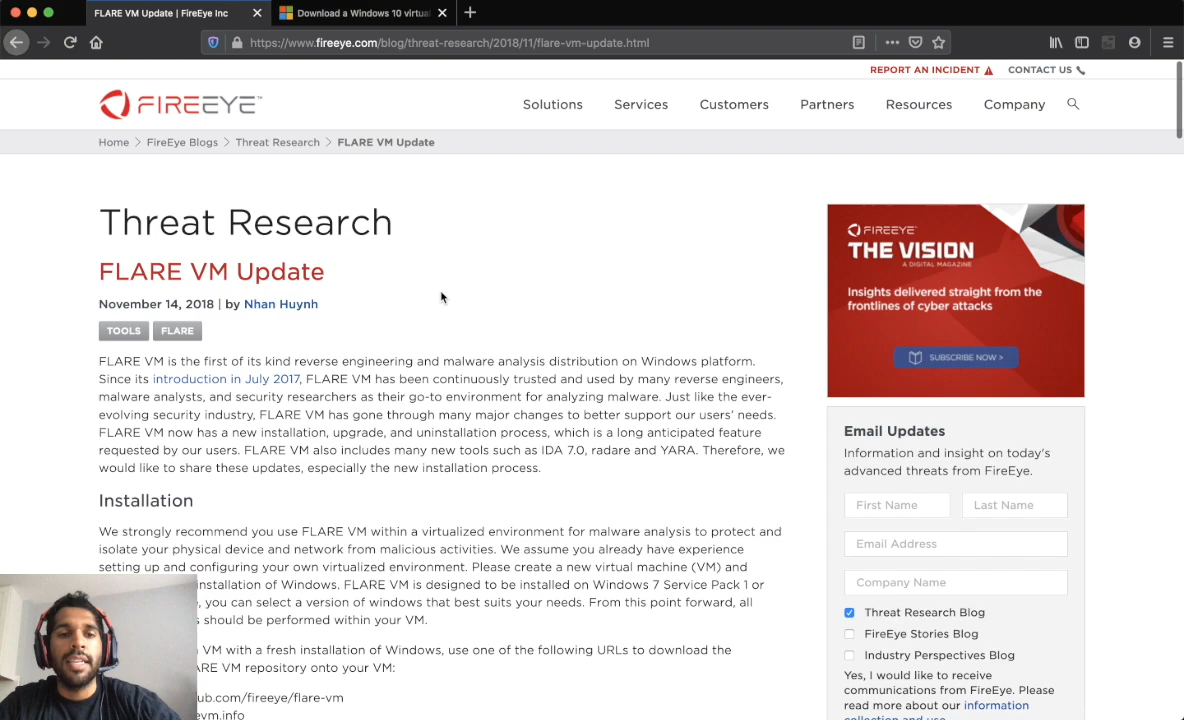 FLARE VM Update | FireEye Inc
Download a Windows 10 virtual
https://www.fireeye.com/blog/threat-research/2018/11/flare-vm-update.html
REPORT AN INCIDENT
CONTACT US
FIREEYE™
Solutions
Services
Customers
Partners
Resources
Company
Home > FireEye Blogs > Threat Research > FLARE VM Update
Threat Research
FLARE VM Update
November 14, 2018 | by Nhan Huynh
TOOLS FLARE
FLARE VM is the first of its kind reverse engineering and malware analysis distribution on Windows platform.
Since its introduction in July 2017, FLARE VM has been continuously trusted and used by many reverse engineers,
malware analysts, and security researchers as their go-to environment for analyzing malware. Just like the ever-
evolving security industry, FLARE VM has gone through many major changes to better support our users' needs.
FLARE VM now has a new installation, upgrade, and uninstallation process, which is a long anticipated feature
requested by our users. FLARE VM also includes many new tools such as IDA 7.0, radare and YARA. Therefore, we
would like to share these updates, especially the new installation process.
Installation
We strongly recommend you use FLARE VM within a virtualized environment for malware analysis to protect and
isolate your physical device and network from malicious activities. We assume you already have experience
setting up and configuring your own virtualized environment. Please create a new virtual machine (VM) and
installation of Windows. FLARE VM is designed to be installed on Windows 7 Service Pack 1 or
, you can select a version of windows that best suits your needs. From this point forward, all
should be performed within your VM.
VM with a fresh installation of Windows, use one of the following URLs to download the
VM repository onto your VM:
.com/fireeye/flare-vm
.info
FIREEYE™
THE VISION
A DIGITAL MAGAZINE
Insights delivered straight from the
frontlines of cyber attacks
SUBSCRIBE NOW >
Email Updates
Information and insight on today's
advanced threats from FireEye.
First Name
Last Name
Email Address
Company Name
Threat Research Blog
FireEye Stories Blog
Industry Perspectives Blog
Yes, I would like to receive
communications from FireEye. Please
read more about our information
collection and use